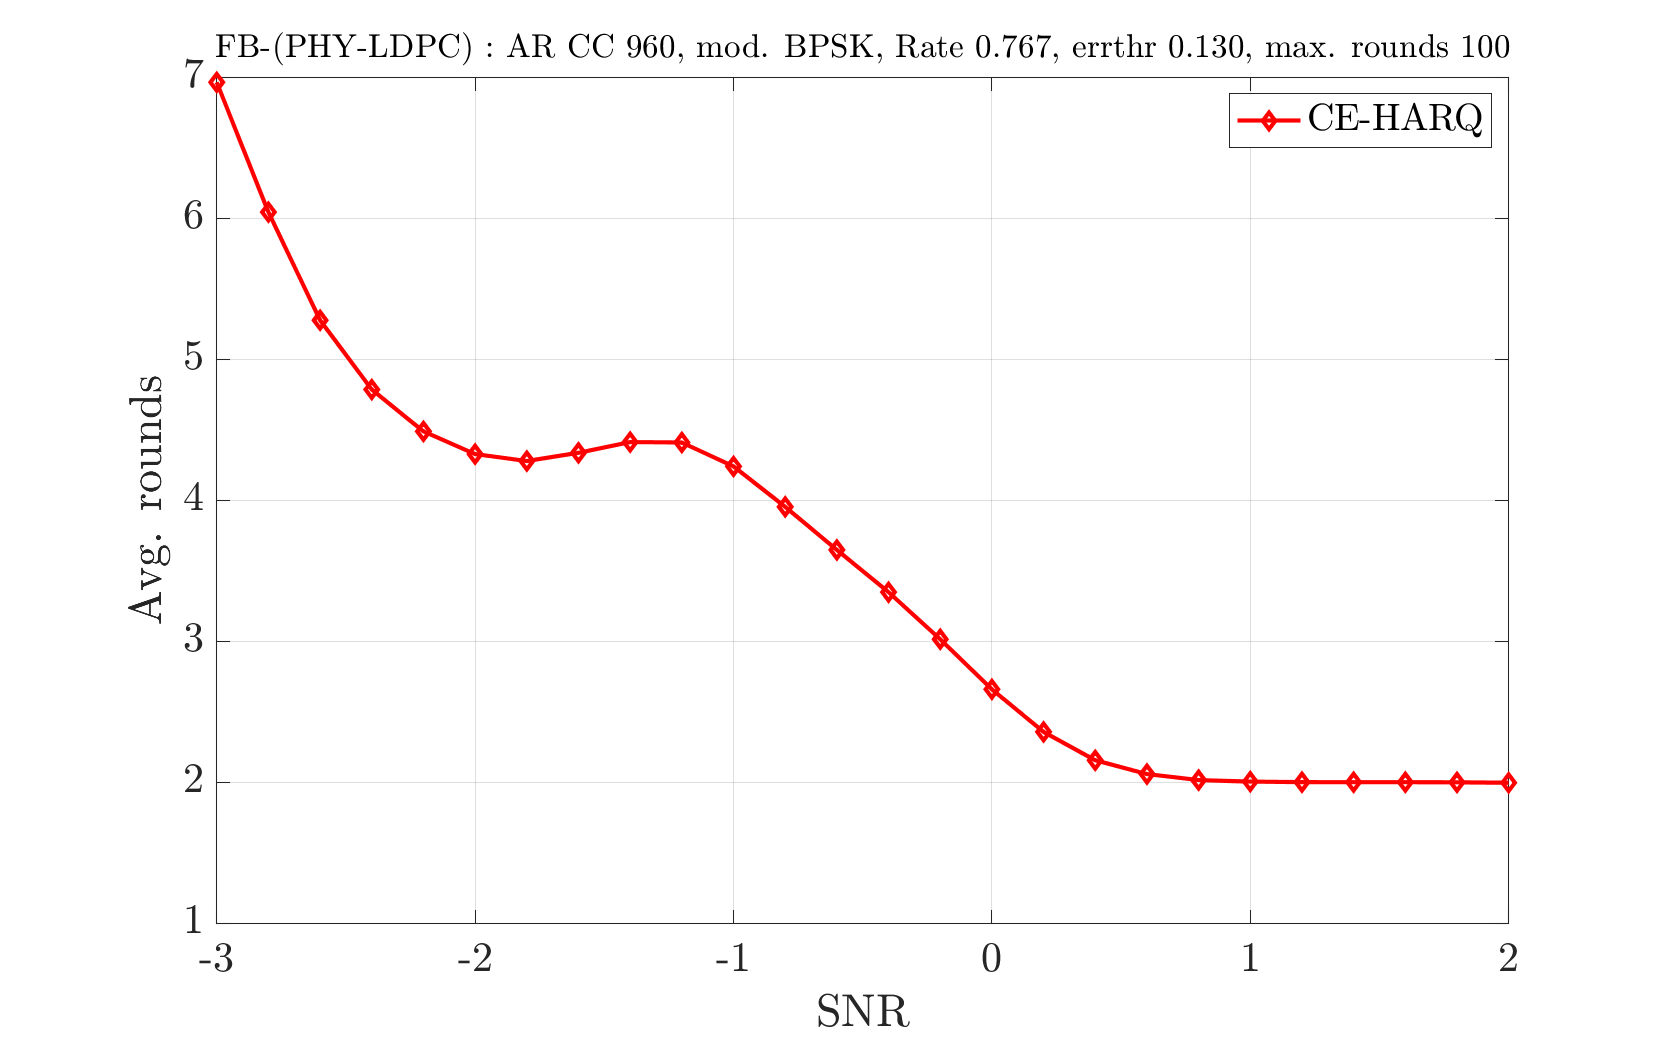 FB-(PHY-LDPC) : AR CC 960, mod. BPSK, Rate 0.767, errthr 0.130, max. rounds 100
CE-HARQ
7
6
5
4
3
2
1
Avg. rounds
-3 -2 -1 0 1 2
SNR